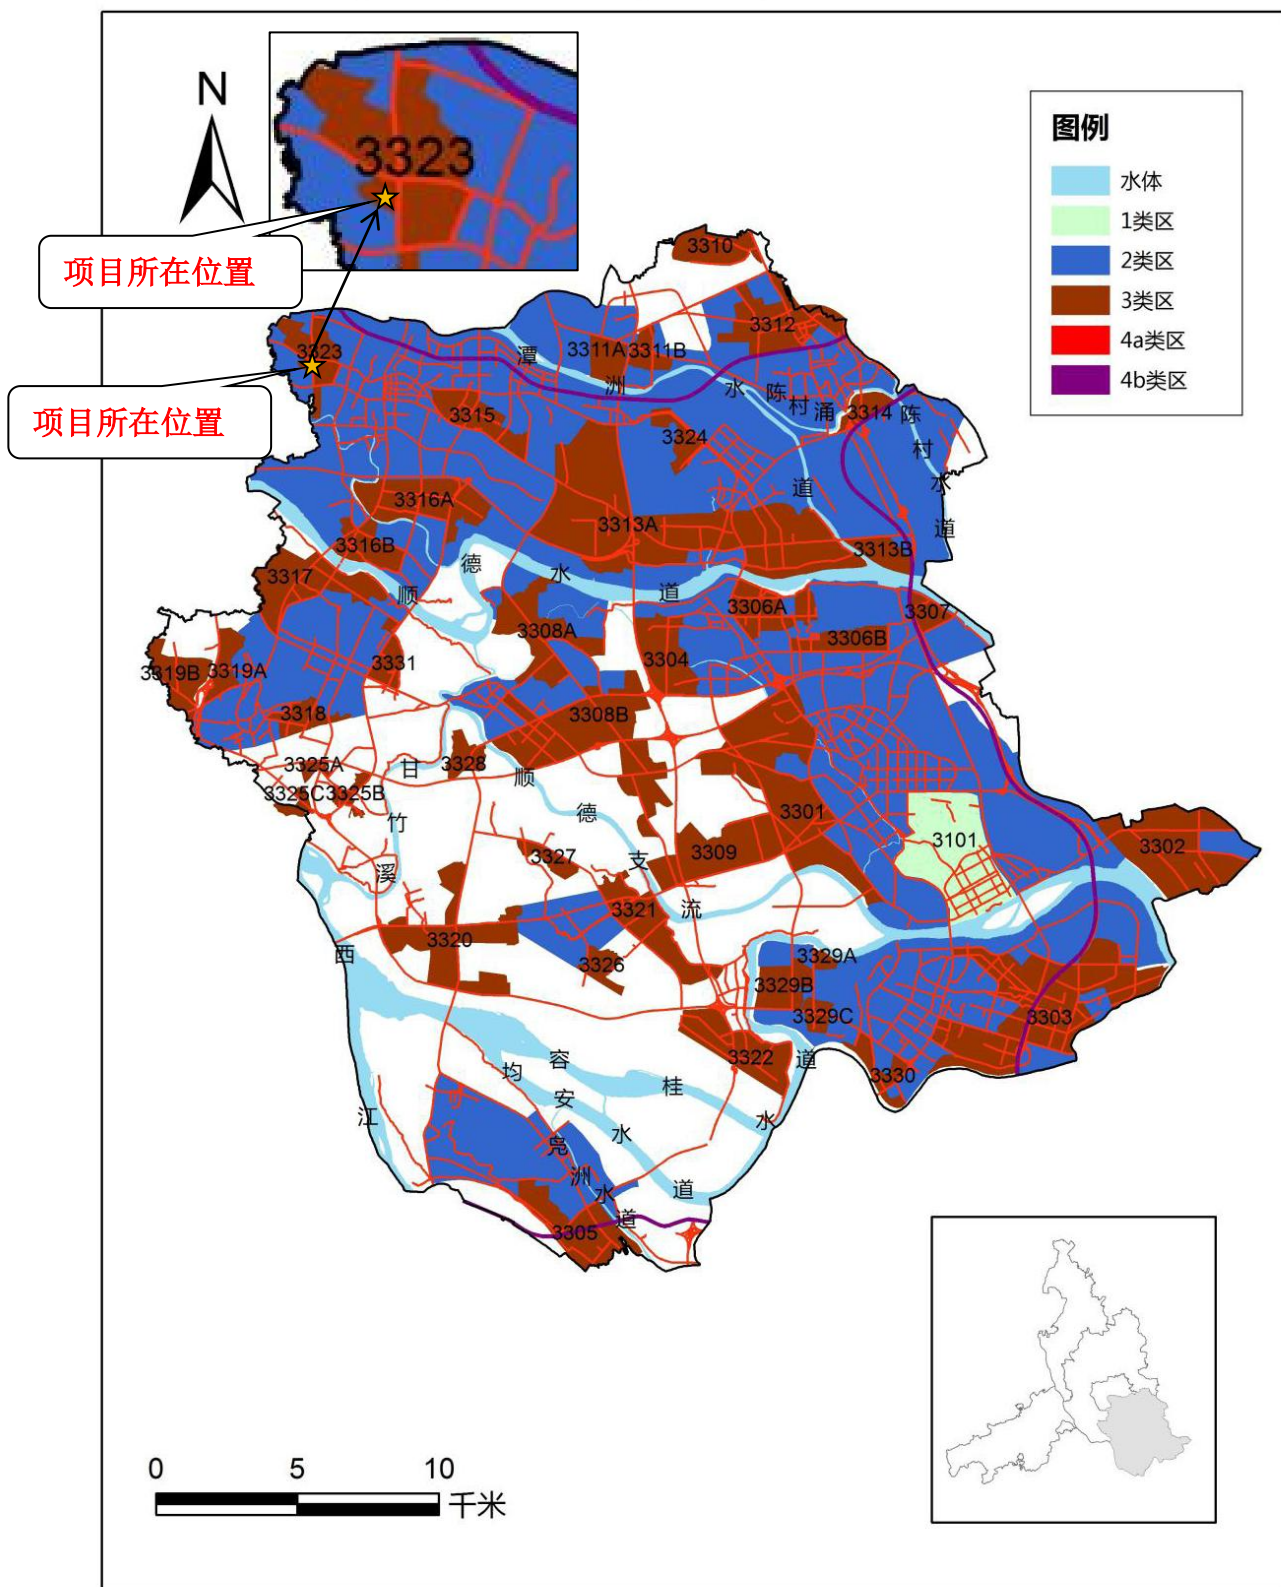 N
3323
项目所在位置
项目所在位置
图例
水体
1类区
2类区
3类区
4a类区
4b类区
3310
3312
3323
3311A
3311B
潭
洲
水
道
陈
村
涌
3314
陈
村
水
道
3315
3324
3316A
3313A
3316B
3313B
3317
顺
德
水
道
3306A
3307
3308A
3306B
3304
3319B
3319A
3331
3318
3308B
3325A
甘
3328
顺
3325C
3325B
竹
德
3301
溪
3327
支
3309
3101
3302
3321
流
3320
西
3326
3329A
3329B
3329C
3303
3322
道
3330
容
均
桂
安
江
水
水
凫
洲
水
道
道
3305
0
5
10
千米